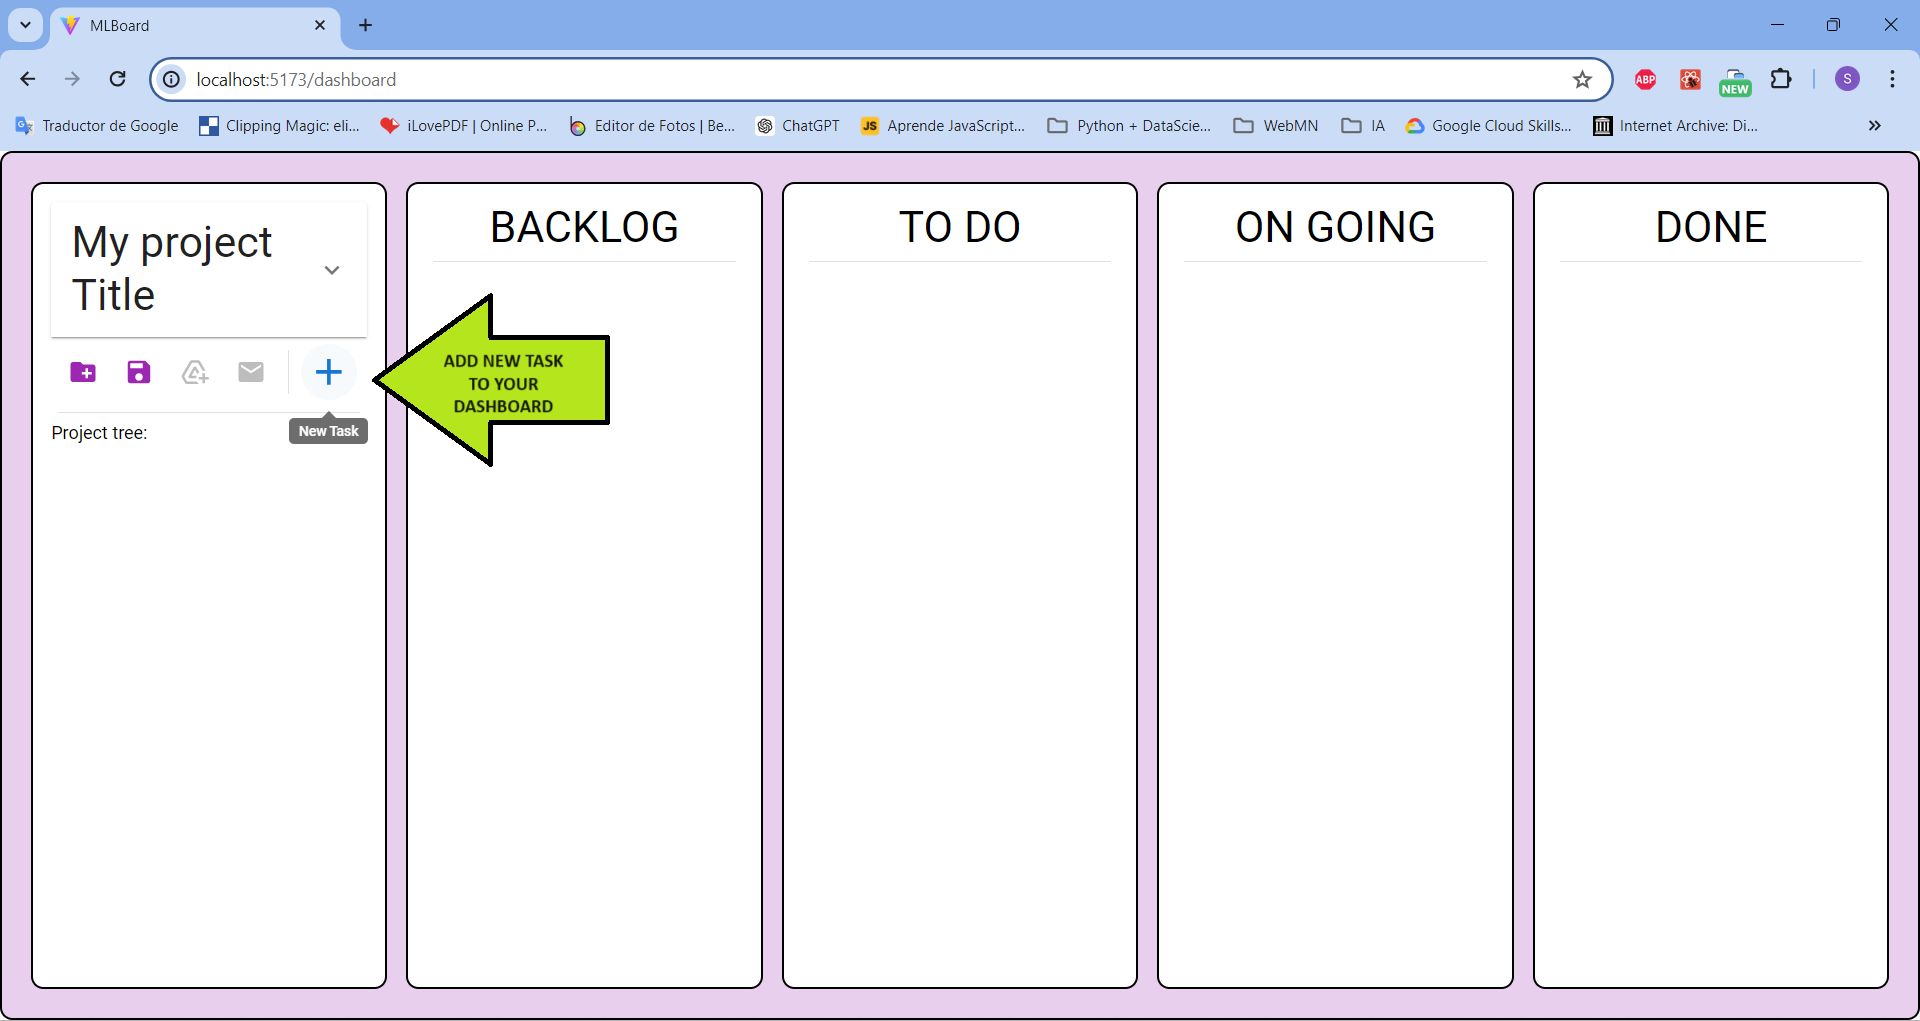 MLBoard
localhost:5173/dashboard
ABP
NEW
S
Traductor de Google
Clipping Magic: eli...
iLovePDF | Online P...
Editor de Fotos | Be...
ChatGPT
JS
Aprende JavaScript...
Python + DataScie...
WebMN
IA
Google Cloud Skills...
Internet Archive: Di...
My project
Title
BACKLOG
TO DO
ON GOING
DONE
ADD NEW TASK
TO YOUR
DASHBOARD
New Task
Project tree: